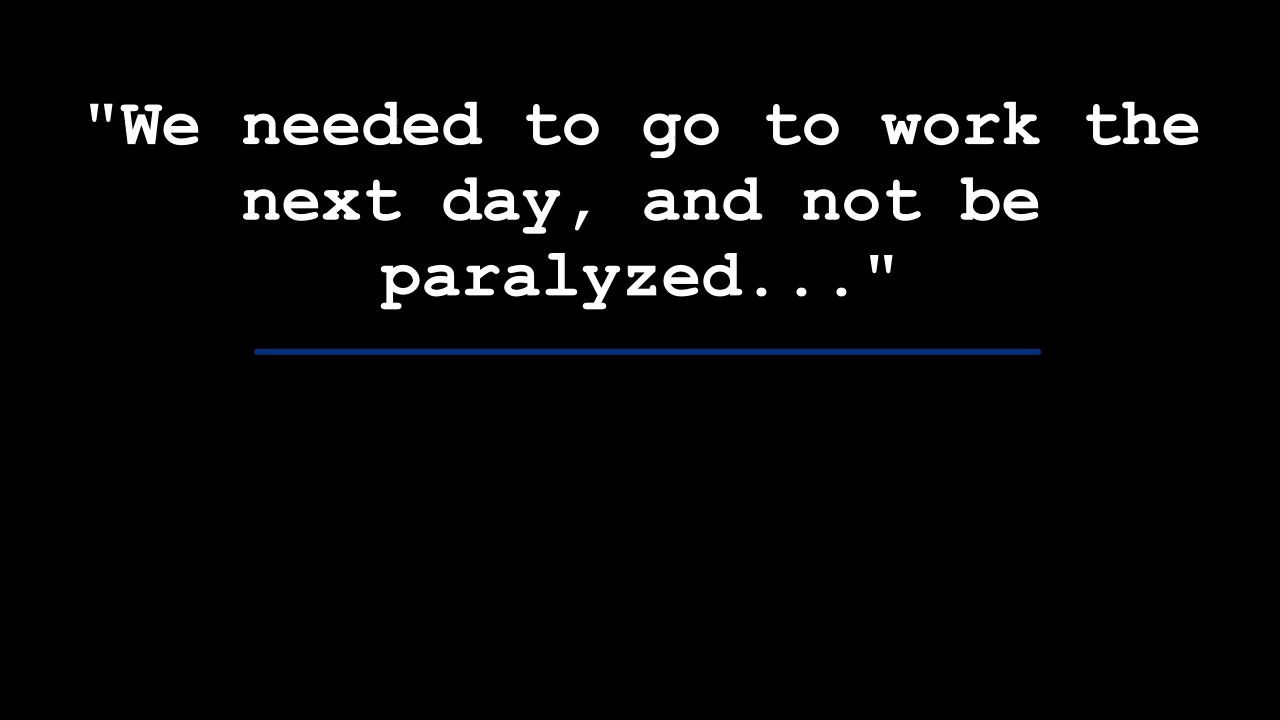 "We needed to go to work the
next day, and not be
paralyzed..."